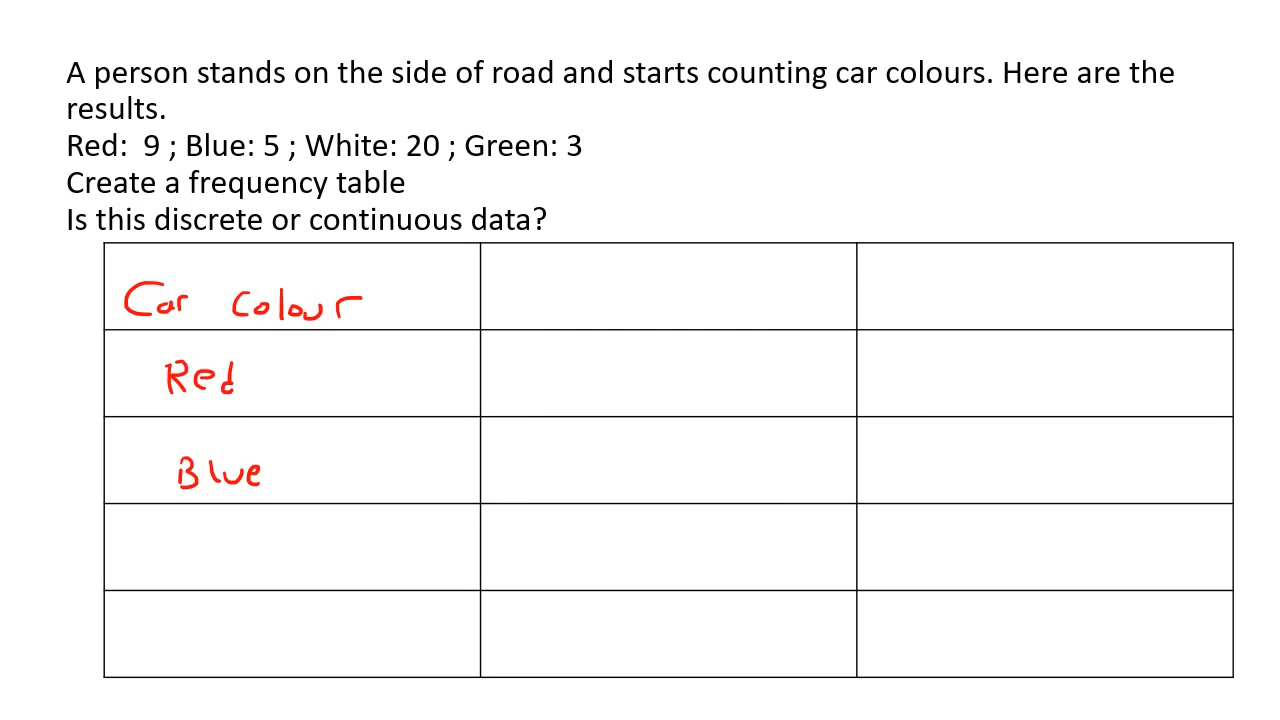 A person stands on the side of road and starts counting car colours. Here are the
results.
Red:  9 ; Blue: 5 ; White: 20 ; Green: 3
Create a frequency table
Is this discrete or continuous data?
Car colour
Red
Blue